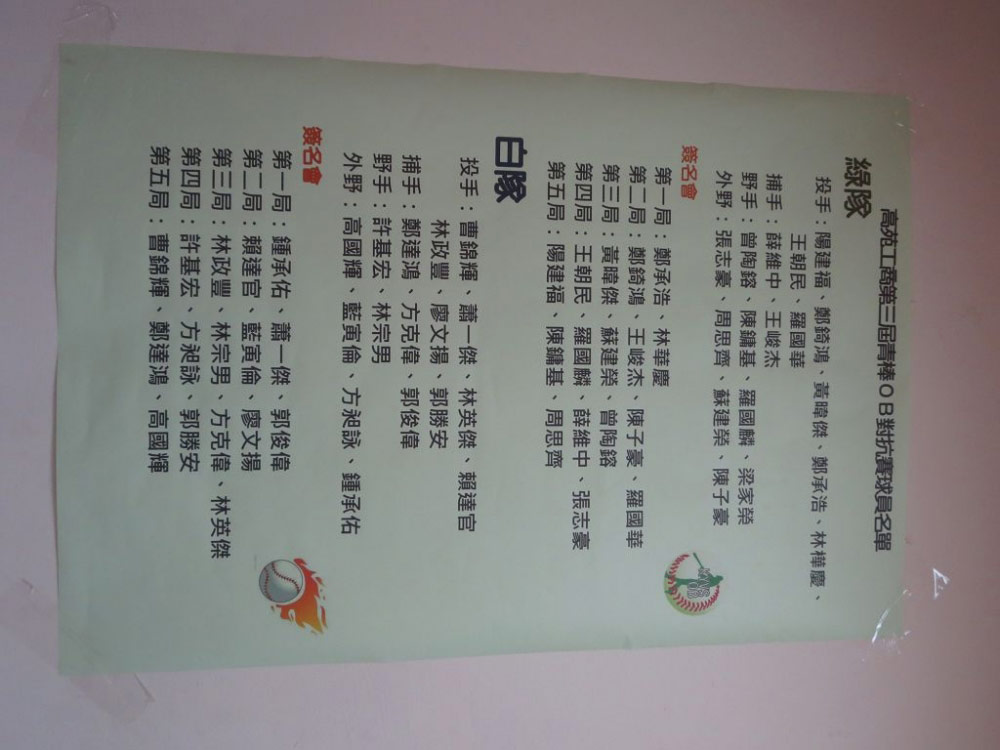 高苑工商第三屆青棒OB對抗賽球員名單
綠隊
投手：陽建福、鄭錡鴻、黃暐傑、鄭承浩、林樺慶、
王朝民、羅國華
捕手：薛維中、王峻杰
野手：曾陶鎔、陳鏞基、羅國麟、梁家榮
外野：張志豪、周思齊、蘇建榮、陳子豪
簽名會
第一局：鄭承浩、林華慶
第二局：鄭錡鴻、王峻杰、陳子豪、羅國華
第三局：黃暐傑、蘇建榮、曾陶鎔
第四局：王朝民、羅國麟、薛維中、張志豪
第五局：陽建福、陳鏞基、周思齊
白隊
投手：曹錦輝、蕭一傑、林英傑、賴達官
林政豐、廖文揚、郭勝安
捕手：鄭達鴻、方克偉、郭俊偉
野手：許基宏、林宗男
外野：高國輝、藍寅倫、方昶詠、鍾承佑
簽名會
第一局：鍾承佑、蕭一傑、郭俊偉
第二局：賴達官、藍寅倫、廖文揚
第三局：林政豐、林宗男、方克偉、林英傑
第四局：許基宏、方昶詠、郭勝安
第五局：曹錦輝、鄭達鴻、高國輝